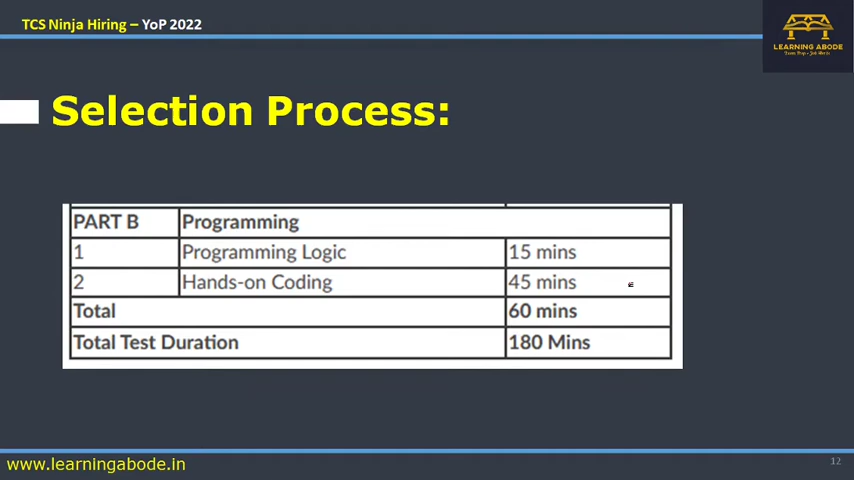 TCS Ninja Hiring – YoP 2022
LEARNING ABODE
Selection Process:
PART B Programming
1 Programming Logic 15 mins
2 Hands-on Coding 45 mins
Total 60 mins
Total Test Duration 180 Mins
www.learningabode.in
12